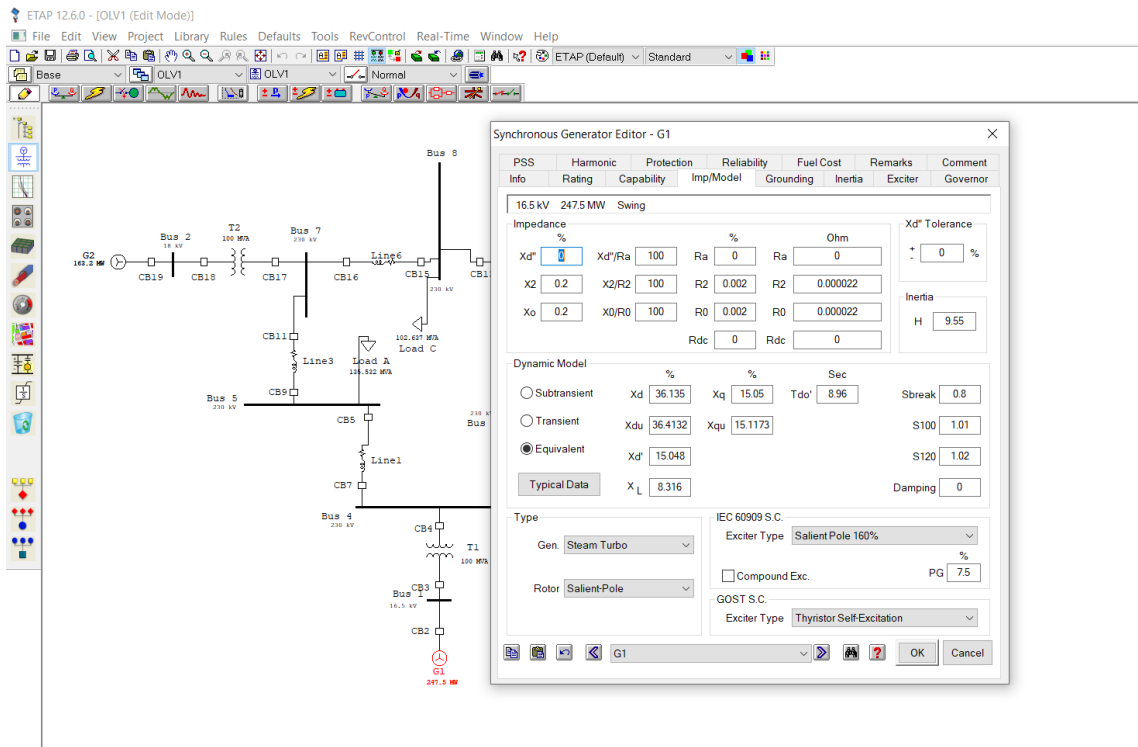 ETAP 12.6.0 - [OLV1 (Edit Mode)]
File Edit View Project Library Rules Defaults Tools RevControl Real-Time Window Help
ETAP (Default) Standard
Base OLV1 OLV1 Normal
Bus 8
230 kV
G2
163.2 MW
CB19
Bus 2
18 kV
CB18
T2
100 MVA
CB17
Bus 7
230 kV
CB16
Line6
CB15
102.637 MVA
Load C
CB11
Line3
Load A
135.532 MVA
CB9
Bus 5
230 kV
CB5
Bus
Line1
CB7
Bus 4
230 kV
CB4
T1
100 MVA
CB3
Bus 1
16.5 kV
CB2
G1
247.5 MW
Synchronous Generator Editor - G1
PSS Harmonic Protection Reliability Fuel Cost Remarks Comment
Info Rating Capability Imp/Model Grounding Inertia Exciter Governor
16.5 kV 247.5 MW Swing
Impedance
% % Ohm
Xd" 0 Xd"/Ra 100 Ra 0 Ra 0
X2 0.2 X2/R2 100 R2 0.002 R2 0.000022
Xo 0.2 X0/R0 100 R0 0.002 R0 0.000022
Rdc 0 Rdc 0
Xd" Tolerance
+
- 0 %
Inertia
H 9.55
Dynamic Model
% % Sec
Subtransient Xd 36.135 Xq 15.05 Tdo' 8.96 Sbreak 0.8
Transient Xdu 36.4132 Xqu 15.1173 S100 1.01
Equivalent Xd' 15.048 S120 1.02
Typical Data XL 8.316 Damping 0
Type
Gen. Steam Turbo
Rotor Salient-Pole
IEC 60909 S.C.
Exciter Type Salient Pole 160%
%
Compound Exc. PG 7.5
GOST S.C.
Exciter Type Thyristor Self-Excitation
G1 OK Cancel